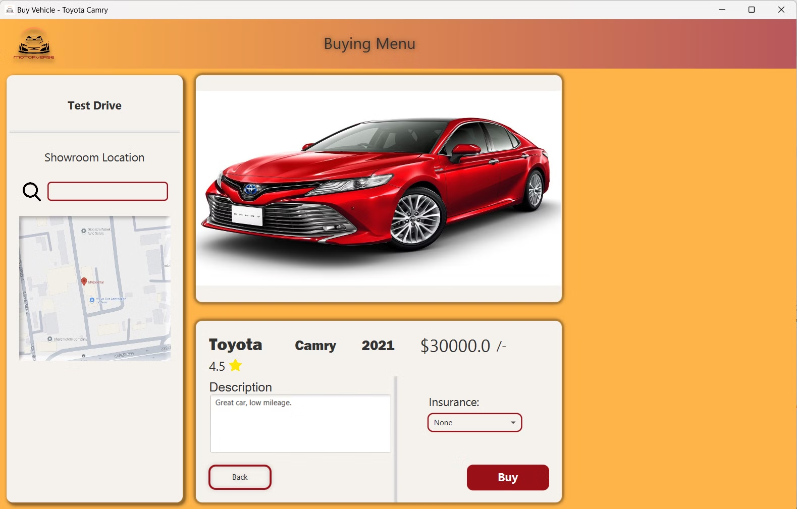 Buy Vehicle - Toyota Camry
Buying Menu
MOTORVERSE
Test Drive
Showroom Location
Toyota Camry 2021 $30000.0 /-
4.5
Description
Great car, low mileage.
Insurance:
None
Back
Buy